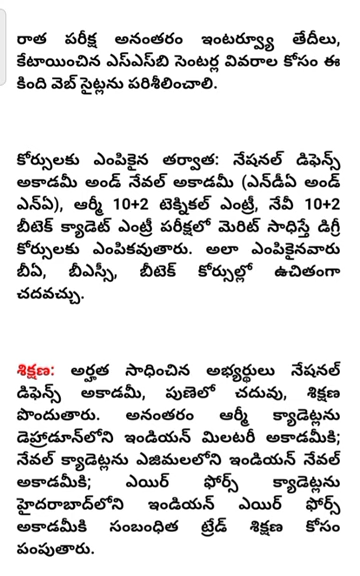 రాత పరీక్ష అనంతరం ఇంటర్వ్యూ తేదీలు,
కేటాయించిన ఎస్ఎస్‌బి సెంటర్ల వివరాల కోసం ఈ
కింది వెబ్ సైట్లను పరిశీలించాలి.
కోర్సులకు ఎంపికైన తర్వాత: నేషనల్ డిఫెన్స్
అకాడమీ అండ్ నేవల్ అకాడమీ (ఎన్‌డీఏ అండ్
ఎన్ఏ), ఆర్మీ 10+2 టెక్నికల్ ఎంట్రీ, నేవీ 10+2
బీటెక్ క్యాడెట్ ఎంట్రీ పరీక్షలో మెరిట్ సాధిస్తే డిగ్రీ
కోర్సులకు ఎంపికవుతారు. అలా ఎంపికైనవారు
బీఏ, బీఎస్సీ, బీటెక్ కోర్సుల్లో ఉచితంగా
చదవచ్చు.
శిక్షణ: అర్హత సాధించిన అభ్యర్థులు నేషనల్
డిఫెన్స్ అకాడమీ, పుణెలో చదువు, శిక్షణ
పొందుతారు. అనంతరం ఆర్మీ క్యాడెట్లను
డెహ్రాడూన్‌లోని ఇండియన్ మిలటరీ అకాడమీకి;
నేవల్ క్యాడెట్లను ఎజిమలలోని ఇండియన్ నేవల్
అకాడమీకి; ఎయిర్ ఫోర్స్ క్యాడెట్లను
హైదరాబాద్‌లోని ఇండియన్ ఎయిర్ ఫోర్స్
అకాడమీకి సంబంధిత ట్రేడ్ శిక్షణ కోసం
పంపుతారు.